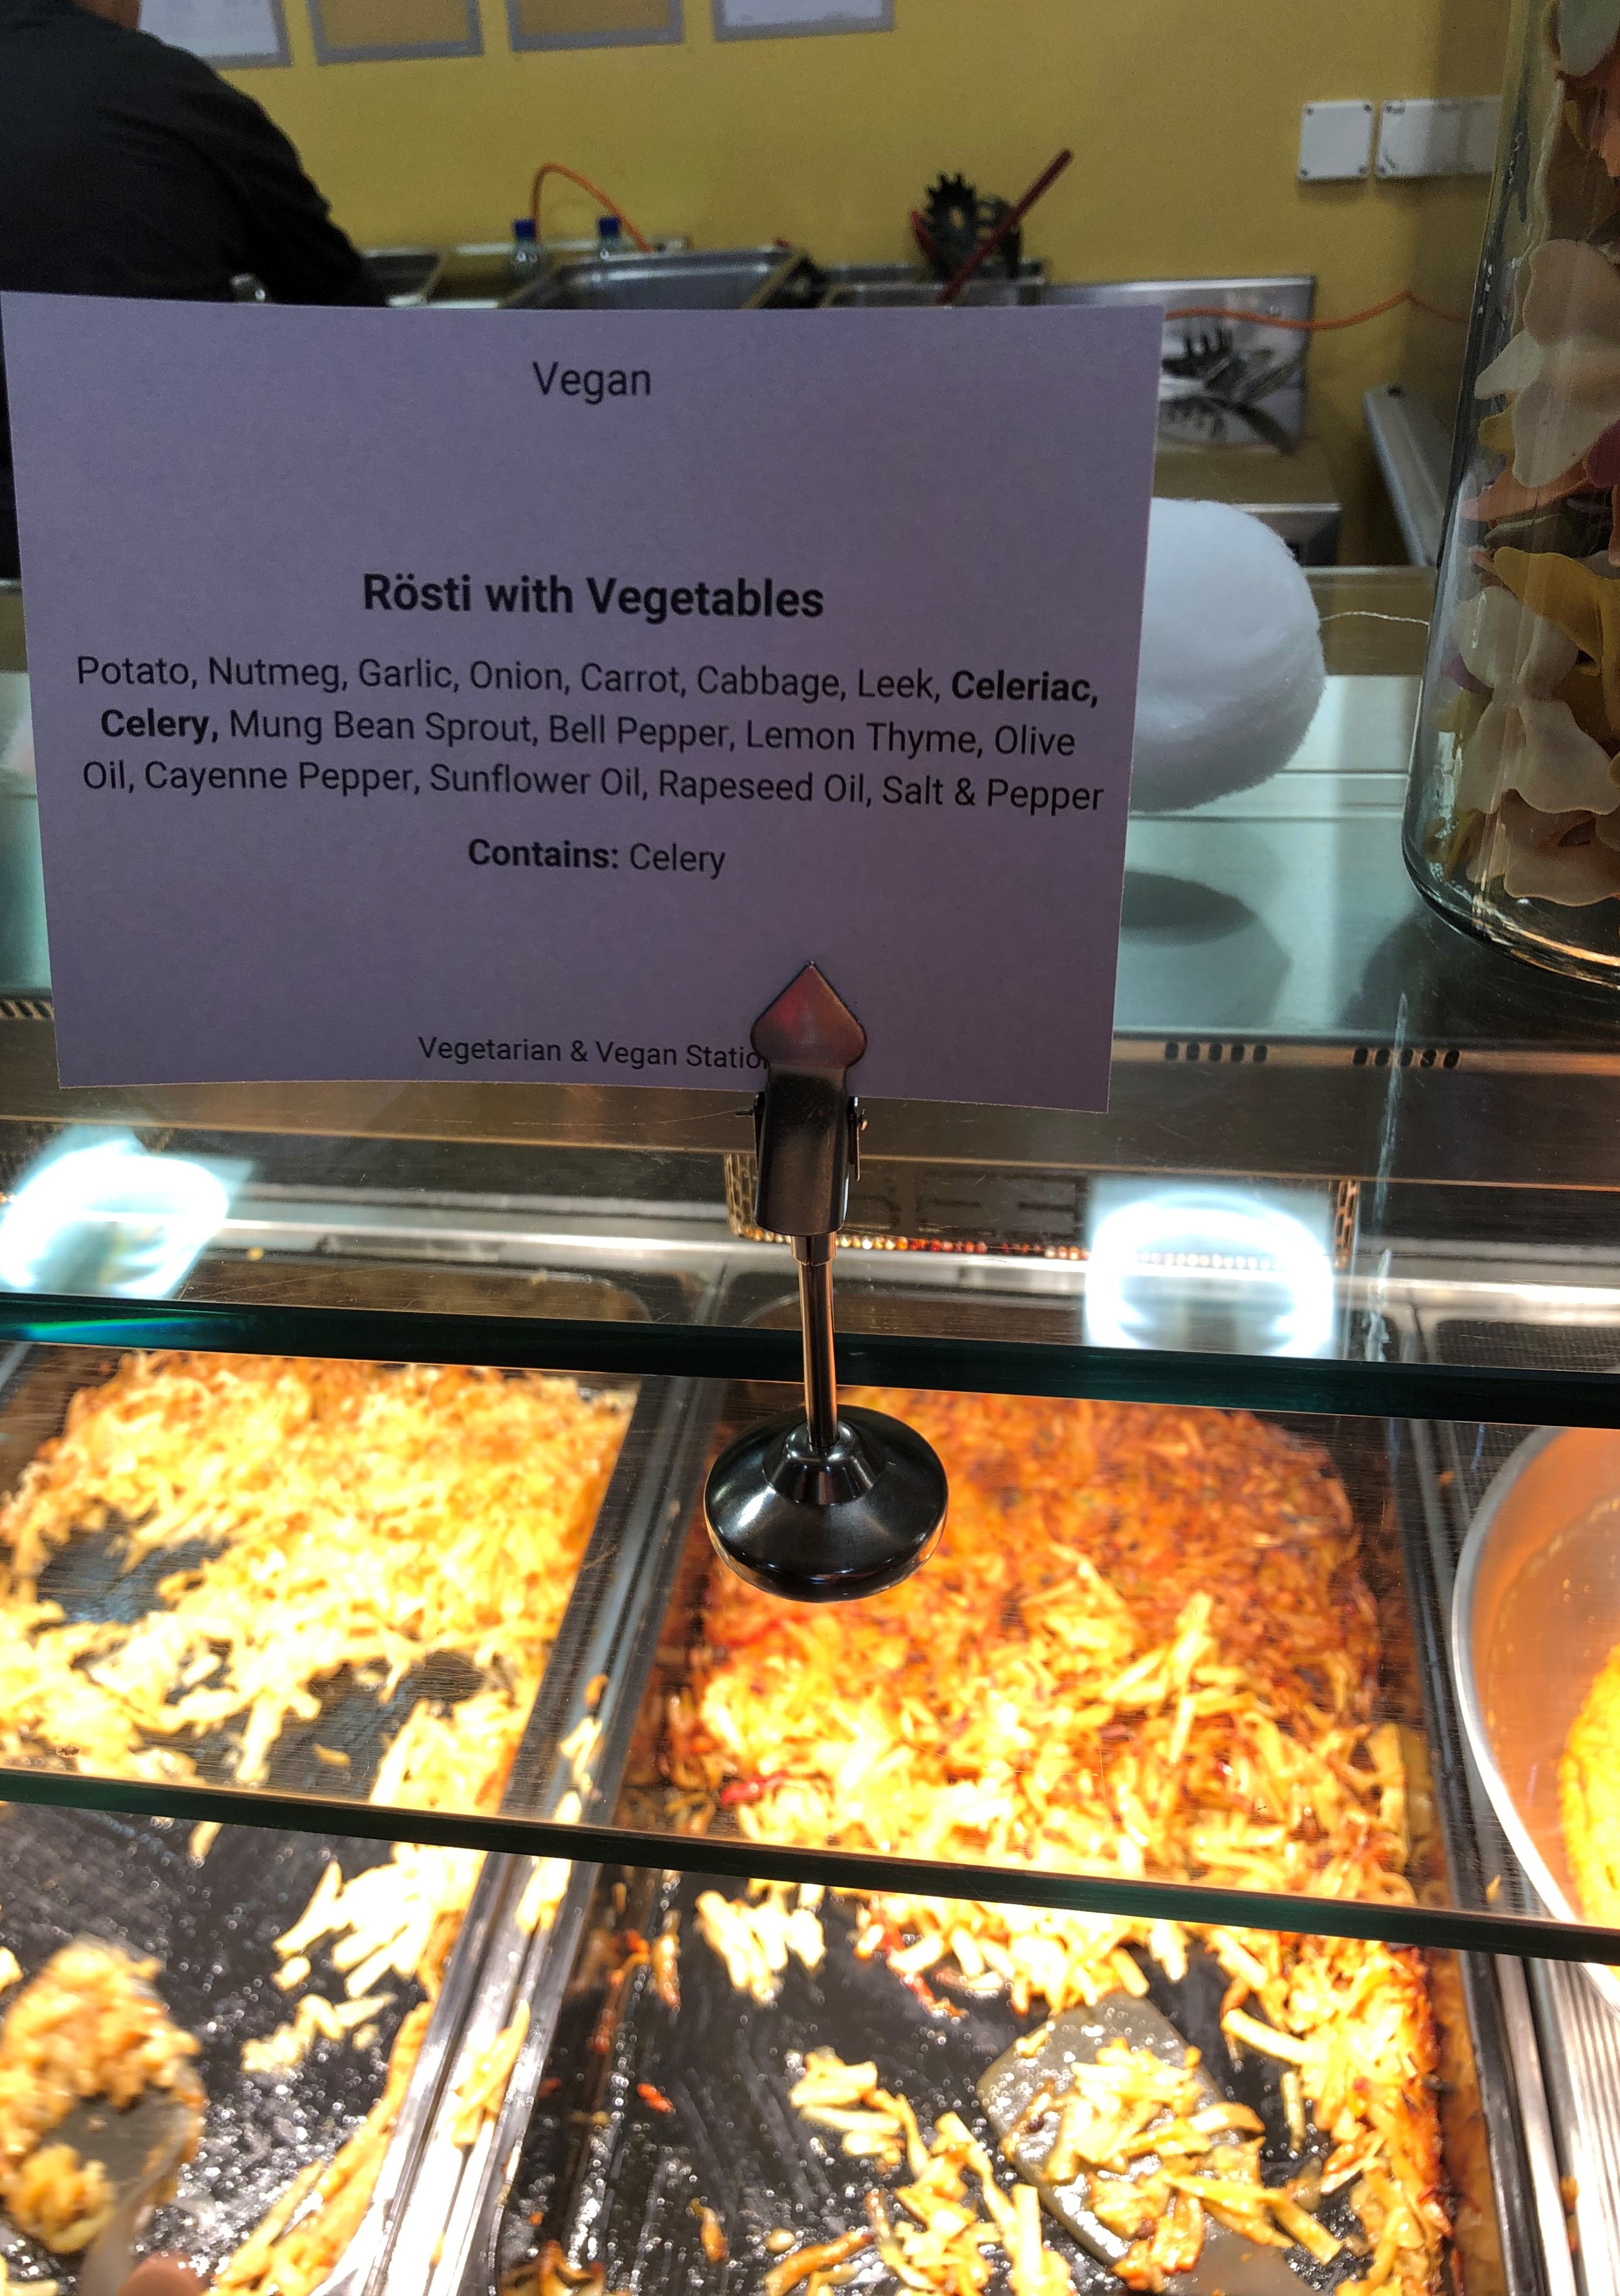 Vegan
Rösti with Vegetables
Potato, Nutmeg, Garlic, Onion, Carrot, Cabbage, Leek, Celeriac,
Celery, Mung Bean Sprout, Bell Pepper, Lemon Thyme, Olive
Oil, Cayenne Pepper, Sunflower Oil, Rapeseed Oil, Salt & Pepper
Contains: Celery
Vegetarian & Vegan Statio